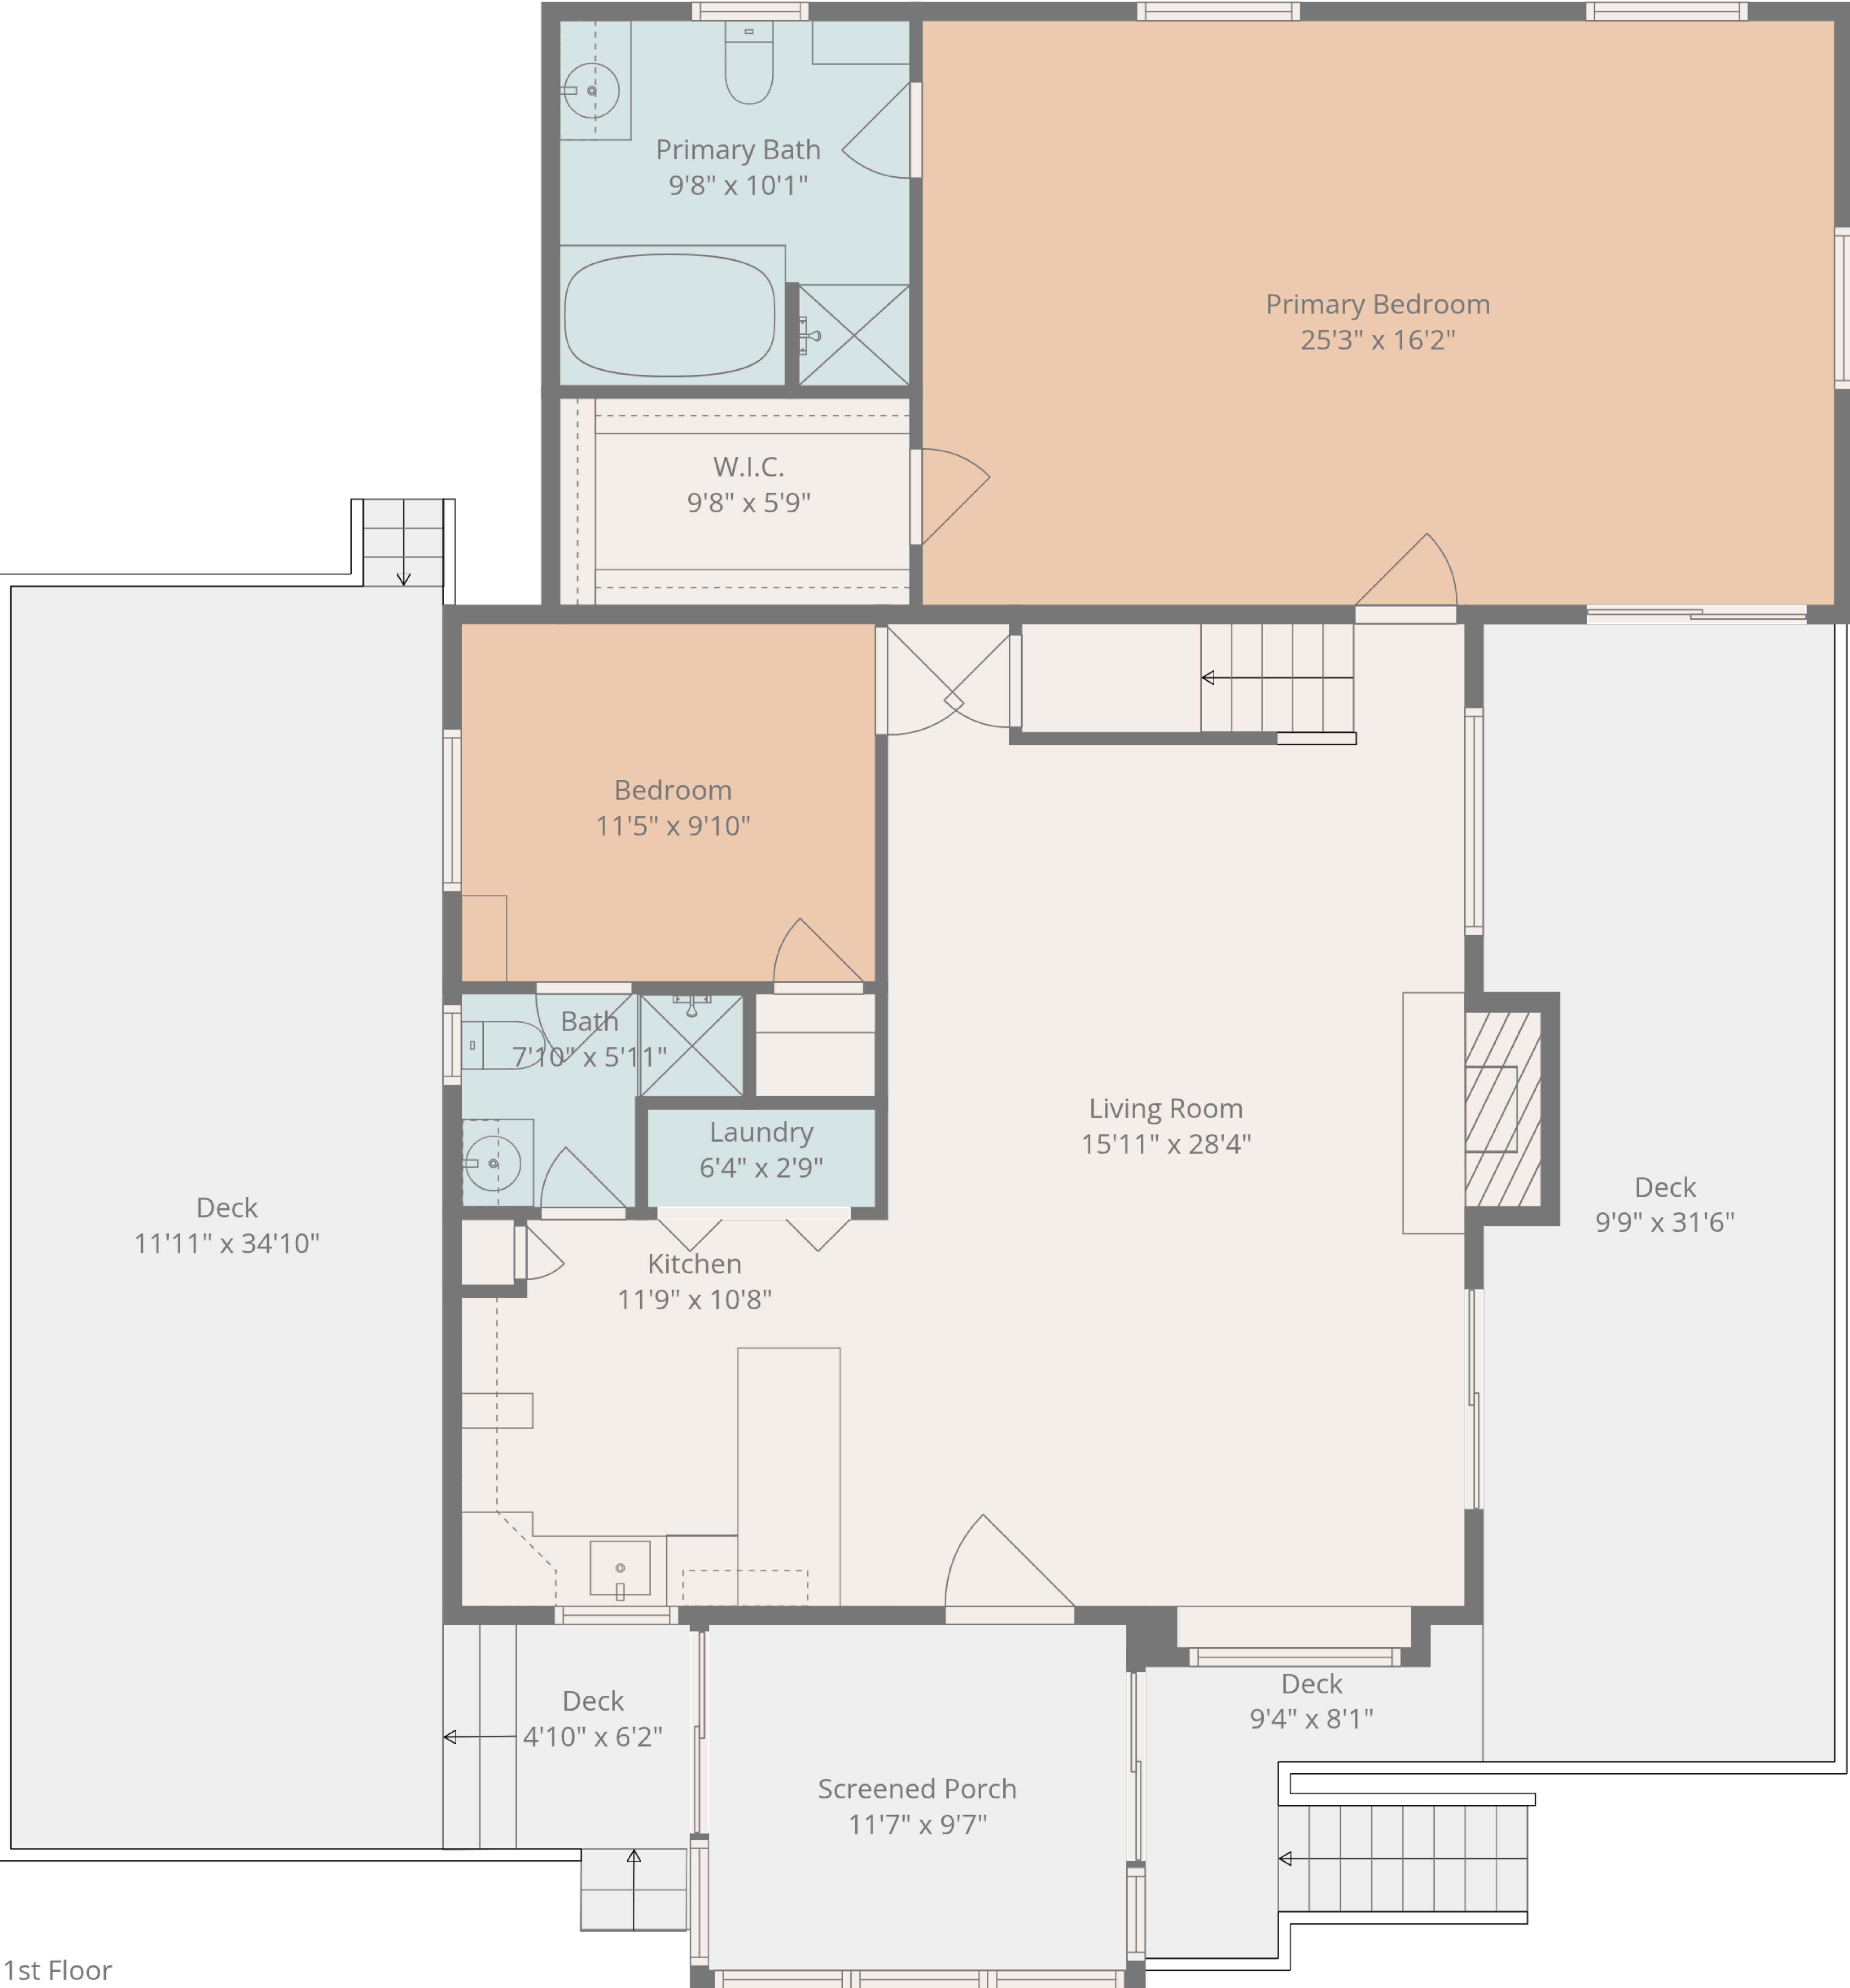 Primary Bath
9'8" x 10'1"
Primary Bedroom
25'3" x 16'2"
W.I.C.
9'8" x 5'9"
Bedroom
11'5" x 9'10"
Bath
7'10" x 5'11"
Laundry
6'4" x 2'9"
Living Room
15'11" x 28'4"
Deck
11'11" x 34'10"
Deck
9'9" x 31'6"
Kitchen
11'9" x 10'8"
Deck
4'10" x 6'2"
Deck
9'4" x 8'1"
Screened Porch
11'7" x 9'7"
1st Floor